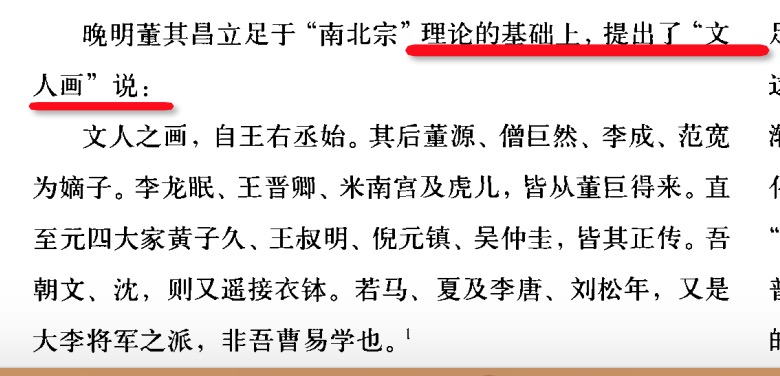 晚明董其昌立足于“南北宗”理论的基础上，提出了“文
人画”说：
文人之画，自王右丞始。其后董源、僧巨然、李成、范宽
为嫡子。李龙眠、王晋卿、米南宫及虎儿，皆从董巨得来。直
至元四大家黄子久、王叔明、倪元镇、吴仲圭，皆其正传。吾
朝文、沈，则又遥接衣钵。若马、夏及李唐、刘松年，又是
大李将军之派，非吾曹易学也。1